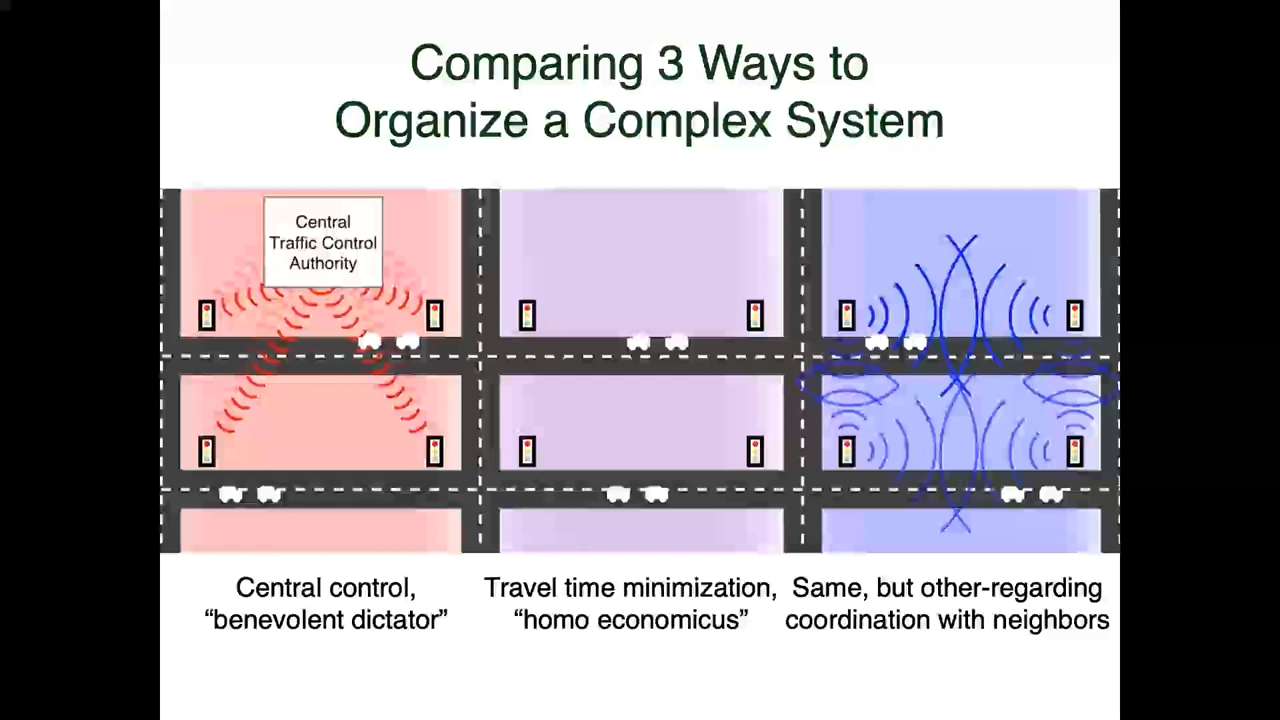 Comparing 3 Ways to
Organize a Complex System
Central
Traffic Control
Authority
Central control,
“benevolent dictator”
Travel time minimization,
“homo economicus”
Same, but other-regarding
coordination with neighbors